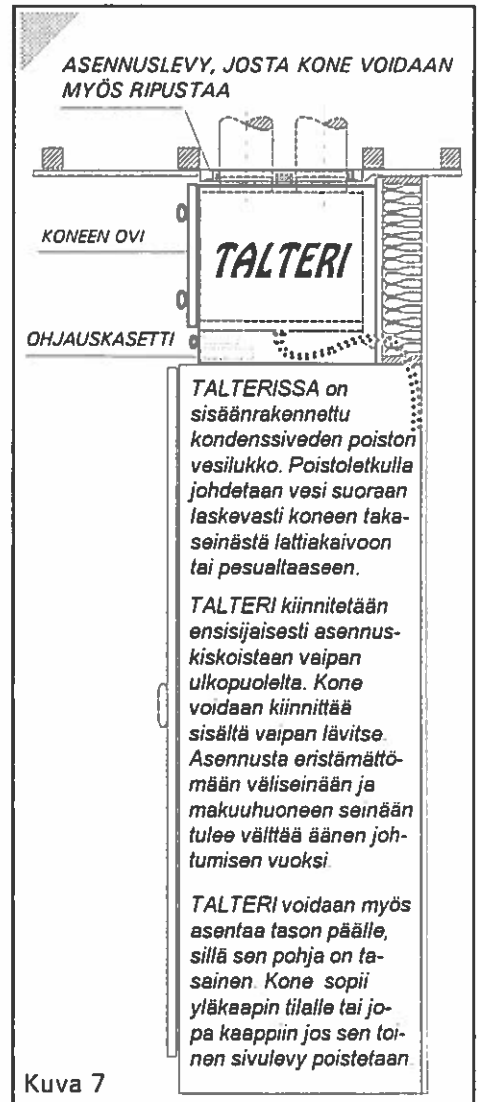 ASENNUSLEVY, JOSTA KONE VOIDAAN
MYÖS RIPUSTAA
KONEEN OVI
TALTERI
OHJAUSKASETTI
TALTERISSA on
sisäänrakennettu
kondenssiveden poiston
vesilukko. Poistoletkulla
johdetaan vesi suoraan
laskevasti koneen taka-
seinästä lattiakaivoon
tai pesualtaaseen.
TALTERI kiinnitetään
ensisijaisesti asennus-
kiskoistaan vaipan
ulkopuolelta. Kone
voidaan kiinnittää
sisältä vaipan lävitse.
Asennusta eristämättö-
mään väliseinään ja
makuuhuoneen seinään
tulee välttää äänen joh-
tumisen vuoksi.
TALTERI voidaan myös
asentaa tason päälle,
sillä sen pohja on ta-
sainen. Kone sopii
yläkaapin tilalle tai jo-
pa kaappiin jos sen toi-
nen sivulevy poistetaan.
Kuva 7